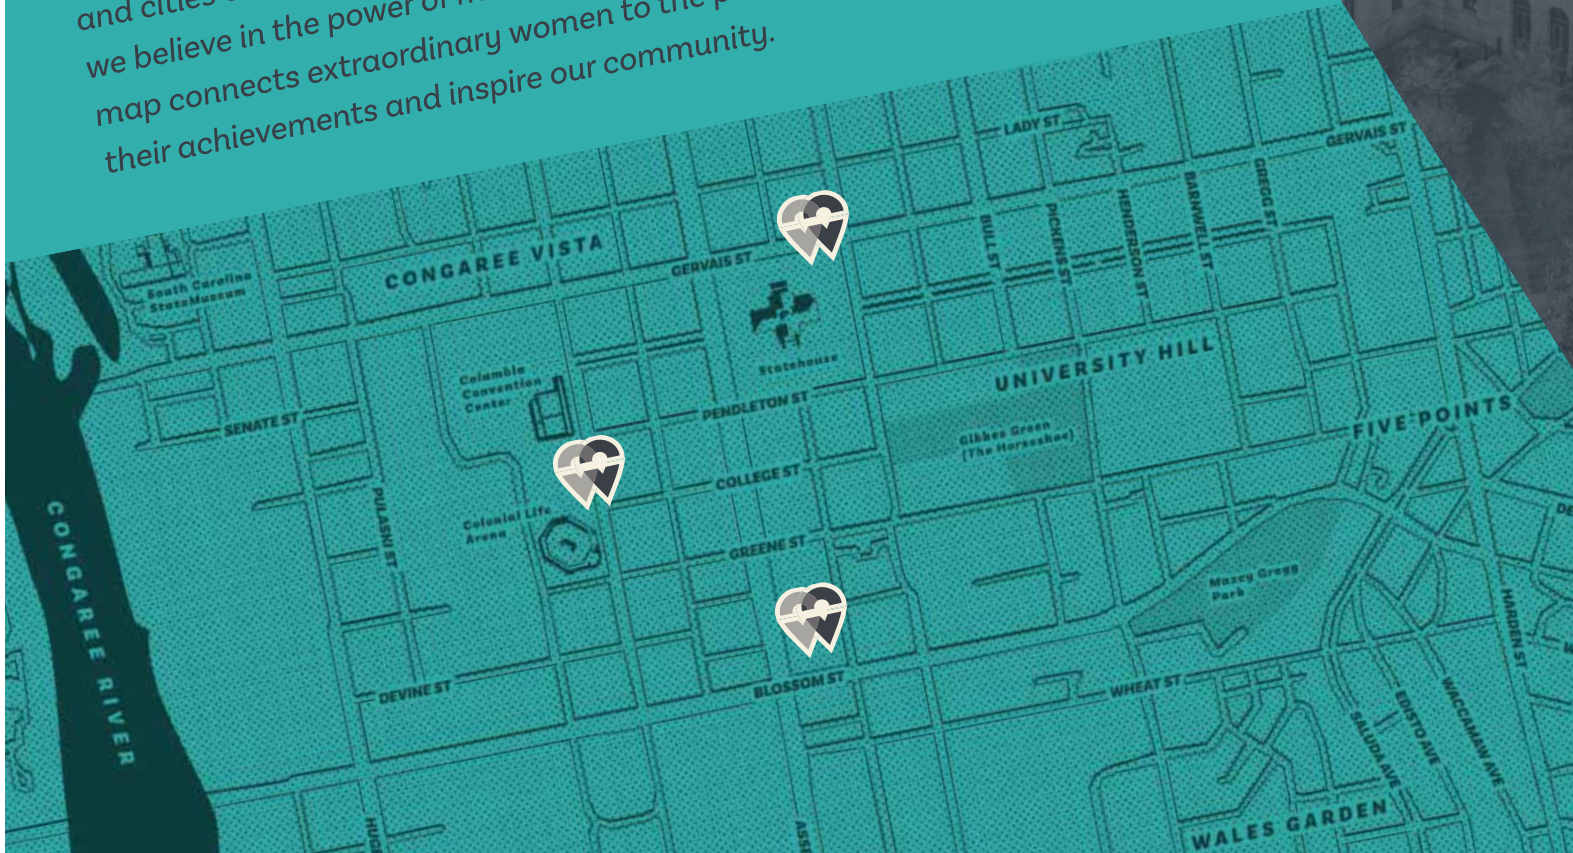 and cities
we believe in the power of
map connects extraordinary women to the
their achievements and inspire our community.
LADY ST
GERVAIS ST
GREGG ST
BARNWELL ST
HENDERSON ST
PICKENS ST
BULL ST
CONGAREE VISTA
GERVAIS ST
South Carolina
State Museum
Statehouse
UNIVERSITY HILL
Columbia
Convention
Center
PENDLETON ST
SENATE ST
FIVE POINTS
Gibbes Green
(The Horseshoe)
COLLEGE ST
PULASKI ST
Colonial Life
Arena
CONGAREE RIVER
GREENE ST
Maxcy Gregg
Park
HARDEN ST
DEVINE ST
BLOSSOM ST
WHEAT ST
SALUDA AVE
EDISTO AVE
WACCAMAW AVE
WALES GARDEN